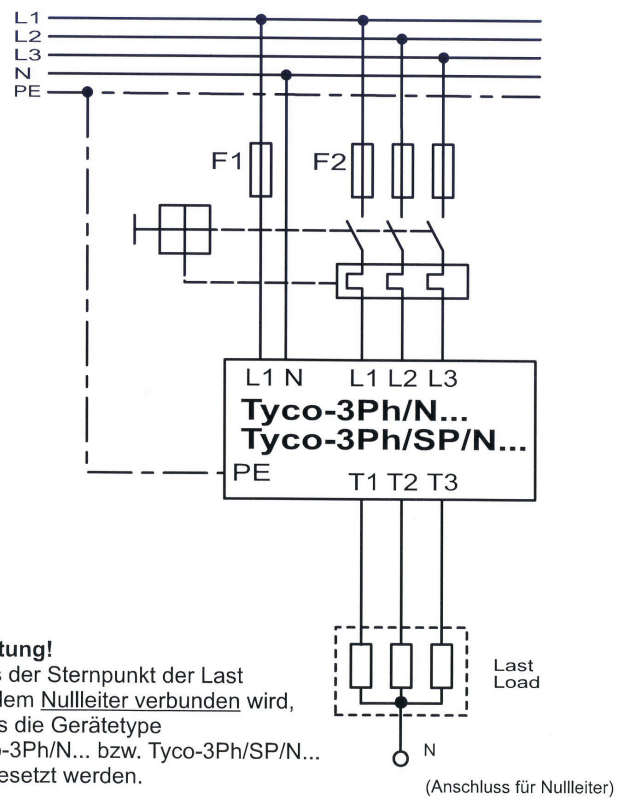 L1
L2
L3
N
PE
F1 F2
L1 N L1 L2 L3
Tyco-3Ph/N...
Tyco-3Ph/SP/N...
PE
T1 T2 T3
Last
Load
N
(Anschluss für Nullleiter)
tung!
s der Sternpunkt der Last
dem Nullleiter verbunden wird,
s die Gerätetype
o-3Ph/N... bzw. Tyco-3Ph/SP/N...
esetzt werden.